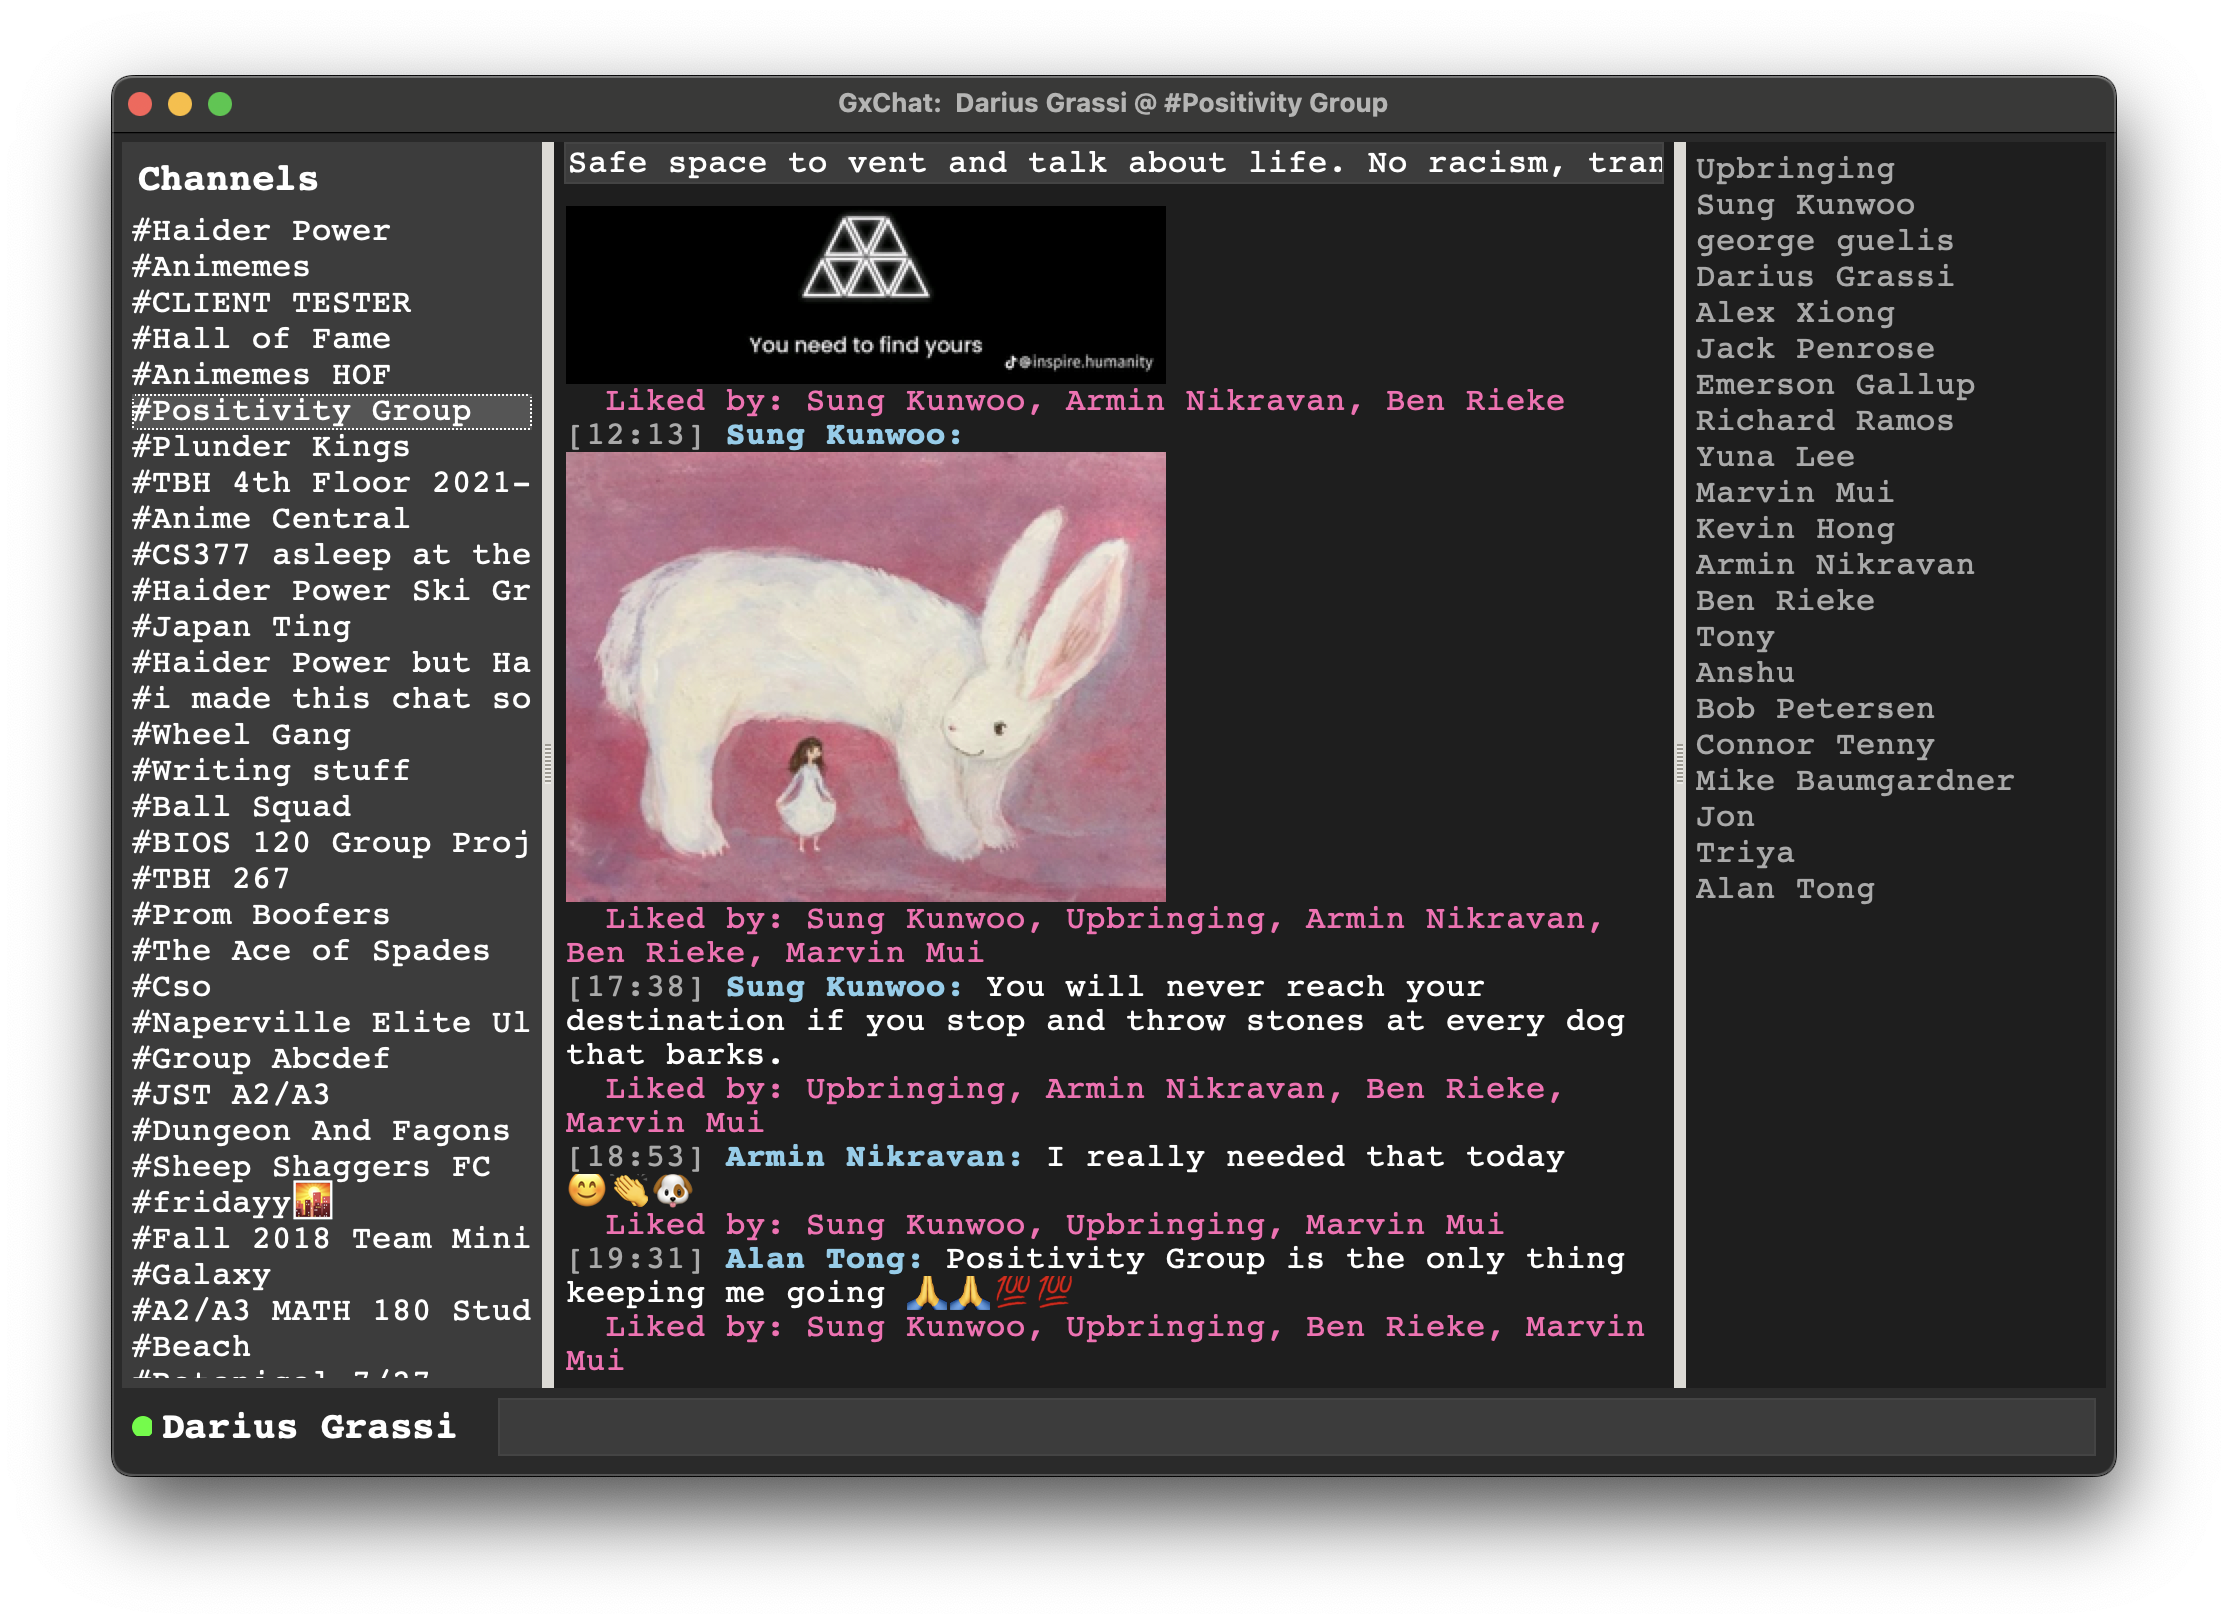 GxChat: Darius Grassi @ #Positivity Group
Channels
#Haider Power
#Animemes
#CLIENT TESTER
#Hall of Fame
#Animemes HOF
#Positivity Group
#Plunder Kings
#TBH 4th Floor 2021-
#Anime Central
#CS377 asleep at the
#Haider Power Ski Gr
#Japan Ting
#Haider Power but Ha
#i made this chat so
#Wheel Gang
#Writing stuff
#Ball Squad
#BIOS 120 Group Proj
#TBH 267
#Prom Boofers
#The Ace of Spades
#Cso
#Naperville Elite Ul
#Group Abcdef
#JST A2/A3
#Dungeon And Fagons
#Sheep Shaggers FC
#fridayy🌇
#Fall 2018 Team Mini
#Galaxy
#A2/A3 MATH 180 Stud
#Beach
Safe space to vent and talk about life. No racism, tran
You need to find yours
@inspire.humanity
Liked by: Sung Kunwoo, Armin Nikravan, Ben Rieke
[12:13] Sung Kunwoo:
Liked by: Sung Kunwoo, Upbringing, Armin Nikravan,
Ben Rieke, Marvin Mui
[17:38] Sung Kunwoo: You will never reach your
destination if you stop and throw stones at every dog
that barks.
Liked by: Upbringing, Armin Nikravan, Ben Rieke,
Marvin Mui
[18:53] Armin Nikravan: I really needed that today
😊👏🐶
Liked by: Sung Kunwoo, Upbringing, Marvin Mui
[19:31] Alan Tong: Positivity Group is the only thing
keeping me going 🙏🙏💯💯
Liked by: Sung Kunwoo, Upbringing, Ben Rieke, Marvin
Mui
Upbringing
Sung Kunwoo
george guelis
Darius Grassi
Alex Xiong
Jack Penrose
Emerson Gallup
Richard Ramos
Yuna Lee
Marvin Mui
Kevin Hong
Armin Nikravan
Ben Rieke
Tony
Anshu
Bob Petersen
Connor Tenny
Mike Baumgardner
Jon
Triya
Alan Tong
Darius Grassi